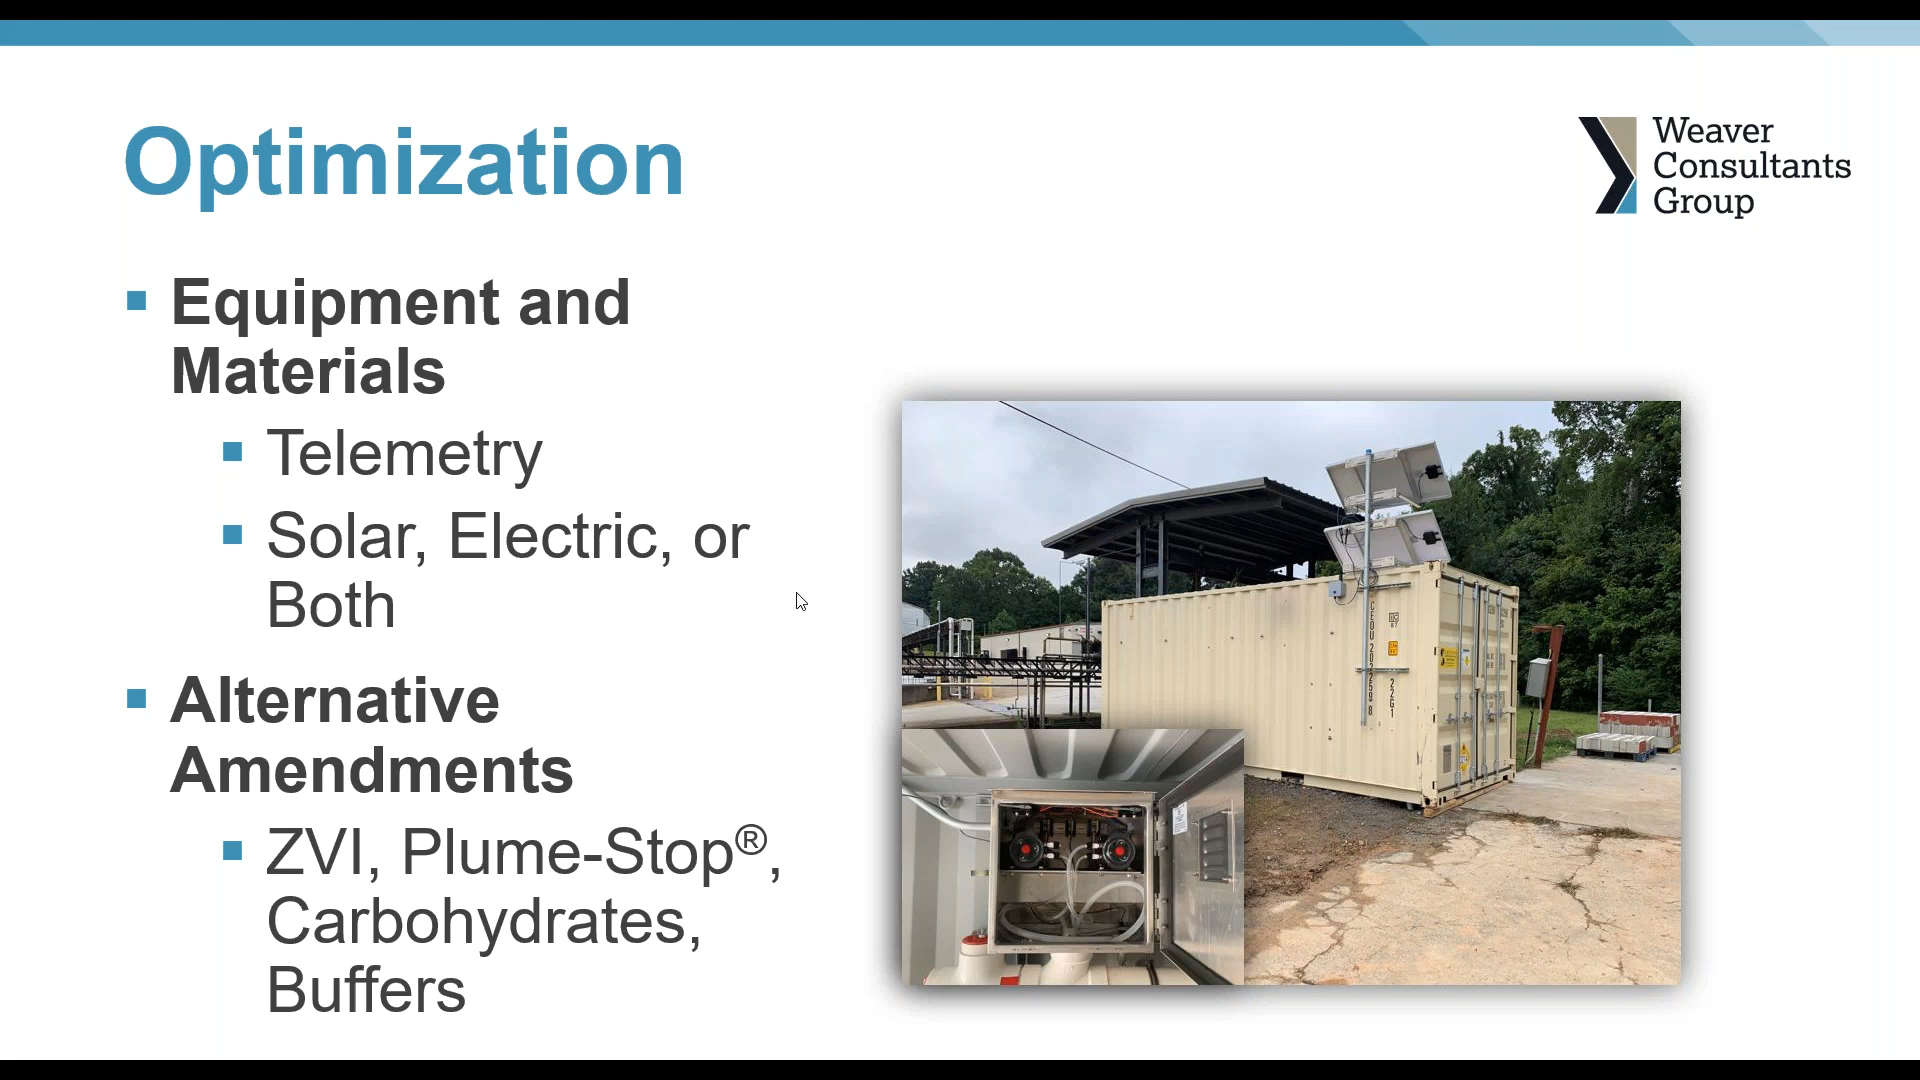 Optimization
Weaver
Consultants
Group
Equipment and
Materials
Telemetry
Solar, Electric, or
Both
Alternative
Amendments
ZVI, Plume-Stop®,
Carbohydrates,
Buffers
22G1